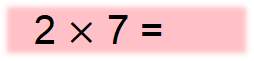 2 × 7 =